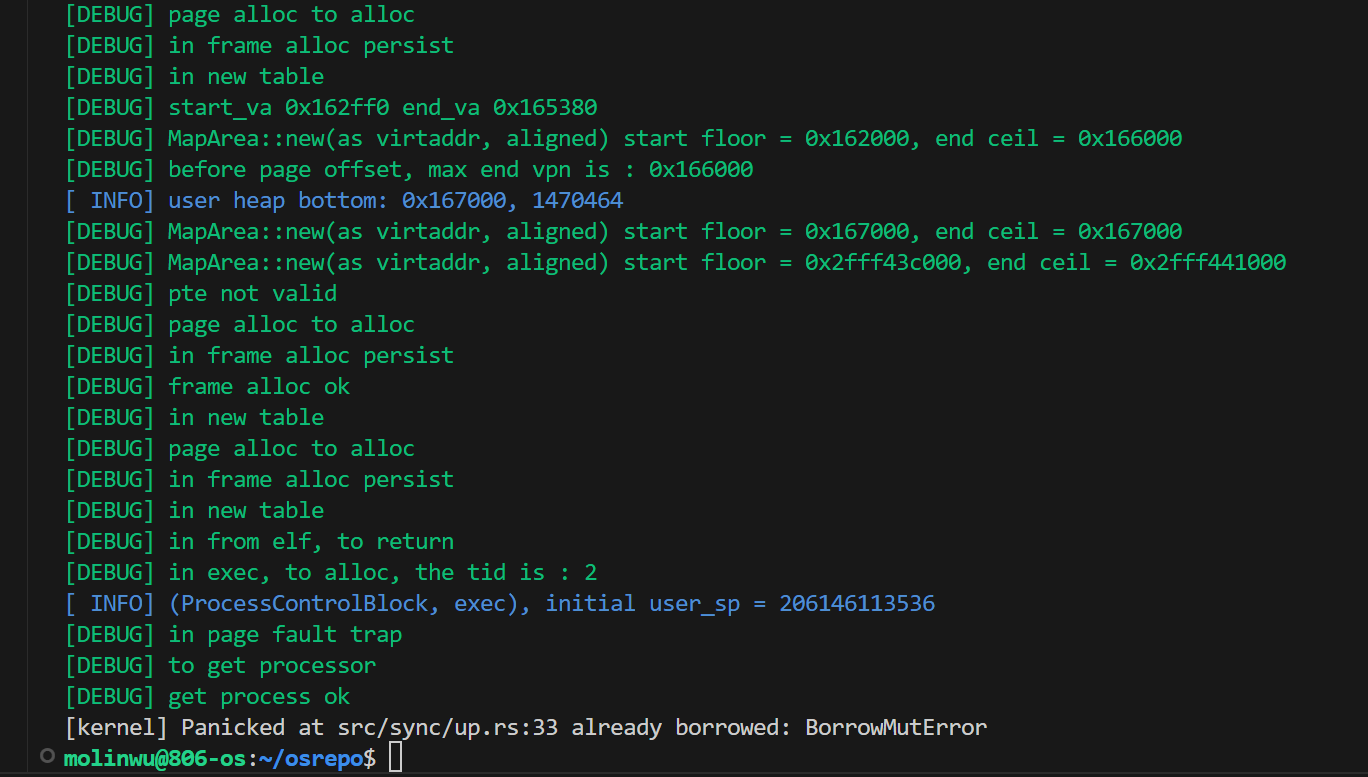 [DEBUG] page alloc to alloc
[DEBUG] in frame alloc persist
[DEBUG] in new table
[DEBUG] start_va 0x162ff0 end_va 0x165380
[DEBUG] MapArea::new(as virtaddr, aligned) start floor = 0x162000, end ceil = 0x166000
[DEBUG] before page offset, max end vpn is : 0x166000
[ INFO] user heap bottom: 0x167000, 1470464
[DEBUG] MapArea::new(as virtaddr, aligned) start floor = 0x167000, end ceil = 0x167000
[DEBUG] MapArea::new(as virtaddr, aligned) start floor = 0x2fff43c000, end ceil = 0x2fff441000
[DEBUG] pte not valid
[DEBUG] page alloc to alloc
[DEBUG] in frame alloc persist
[DEBUG] frame alloc ok
[DEBUG] in new table
[DEBUG] page alloc to alloc
[DEBUG] in frame alloc persist
[DEBUG] in new table
[DEBUG] in from elf, to return
[DEBUG] in exec, to alloc, the tid is : 2
[ INFO] (ProcessControlBlock, exec), initial user_sp = 206146113536
[DEBUG] in page fault trap
[DEBUG] to get processor
[DEBUG] get process ok
[kernel] Panicked at src/sync/up.rs:33 already borrowed: BorrowMutError
molinwu@806-os:~/osrepo$